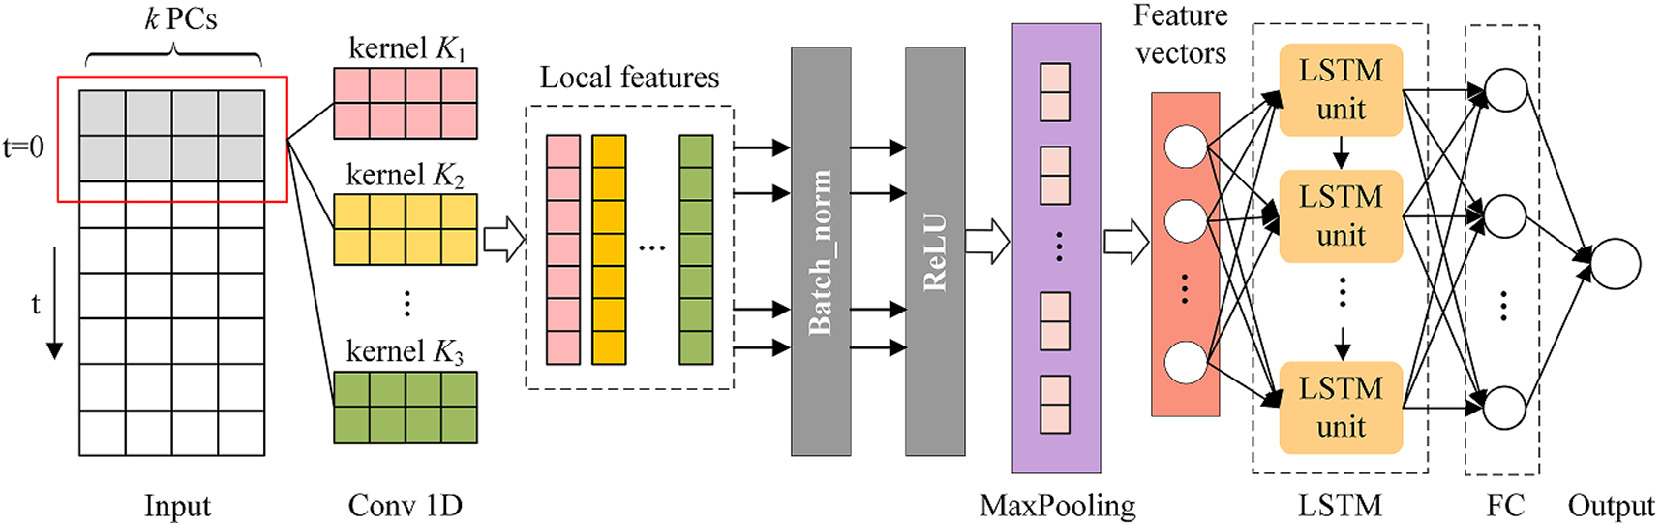 k PCs
t=0
t
Input
kernel K1
kernel K2
...
kernel K3
Conv 1D
Local features
...
Batch_norm
ReLU
...
MaxPooling
Feature
vectors
...
LSTM
unit
LSTM
unit
...
LSTM
unit
LSTM
...
FC
Output